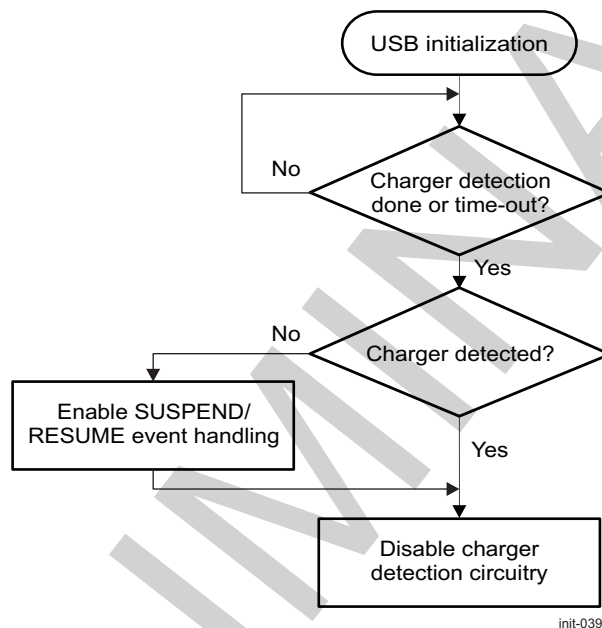 USB initialization
No
Charger detection
done or time-out?
Yes
No
Charger detected?
Enable SUSPEND/
RESUME event handling
Yes
Disable charger
detection circuitry
init-039